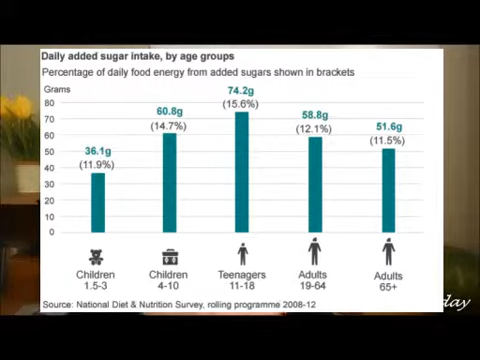 Daily added sugar intake, by age groups
Percentage of daily food energy from added sugars shown in brackets
Grams
80
70
60
50
40
30
20
10
0
36.1g
(11.9%)
60.8g
(14.7%)
74.2g
(15.6%)
58.8g
(12.1%)
51.6g
(11.5%)
Children
1.5-3
Children
4-10
Teenagers
11-18
Adults
19-64
Adults
65+
Source: National Diet & Nutrition Survey, rolling programme 2008-12